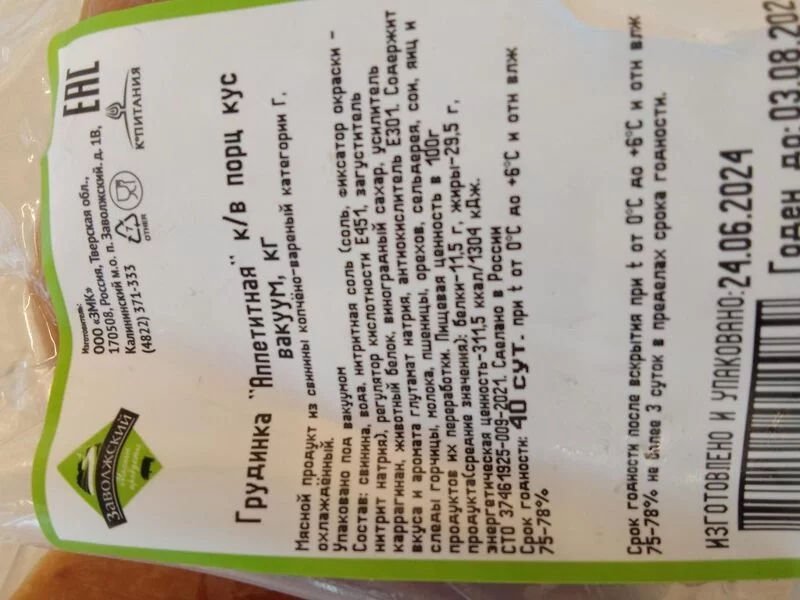 ЗАВОЛЖСКИЙ
Изготовитель:
ООО «ЗМК»
170508, Россия, Тверская обл.,
Калининский м.о. п. Заволжский. д. 1В,
(4822) 371-333
7
OTHER
ЕАС
К°ПИТАНИЯ
Грудинка "Аппетитная" к/в порц кус
вакуум, кг
Мясной продукт из свинины копчёно-вареный категории Г,
охлаждённый.
Упаковано под вакуумом
Состав: свинина, вода, нитритная соль (соль, фиксатор окраски -
нитрит натрия), регулятор кислотности Е451, загуститель
каррагинан, животный белок, виноградный сахар, усилитель
вкуса и аромата глутамат натрия, антиокислитель Е301. Содержит
следы горчицы, молока, пшеницы, орехов, сельдерея, сои, яиц и
продуктов их переработки. Пищевая ценность в 100г
продукта(средние значения): белки-11,5 г, жиры-29,5 г,
энергетическая ценность-311,5 ккал/1304 кДж.
СТО 37461925-009-2021. Сделано в России
Срок годности: 40 сут. при t от 0°С до +6°С и отн влж
75-78%
Срок годности после вскрытия при t от 0°С до +6°С и отн влж
75-78% не более 3 суток в пределах срока годности.
ИЗГОТОВЛЕНО И УПАКОВАНО:24.06.2024
Годен до:03.08.202